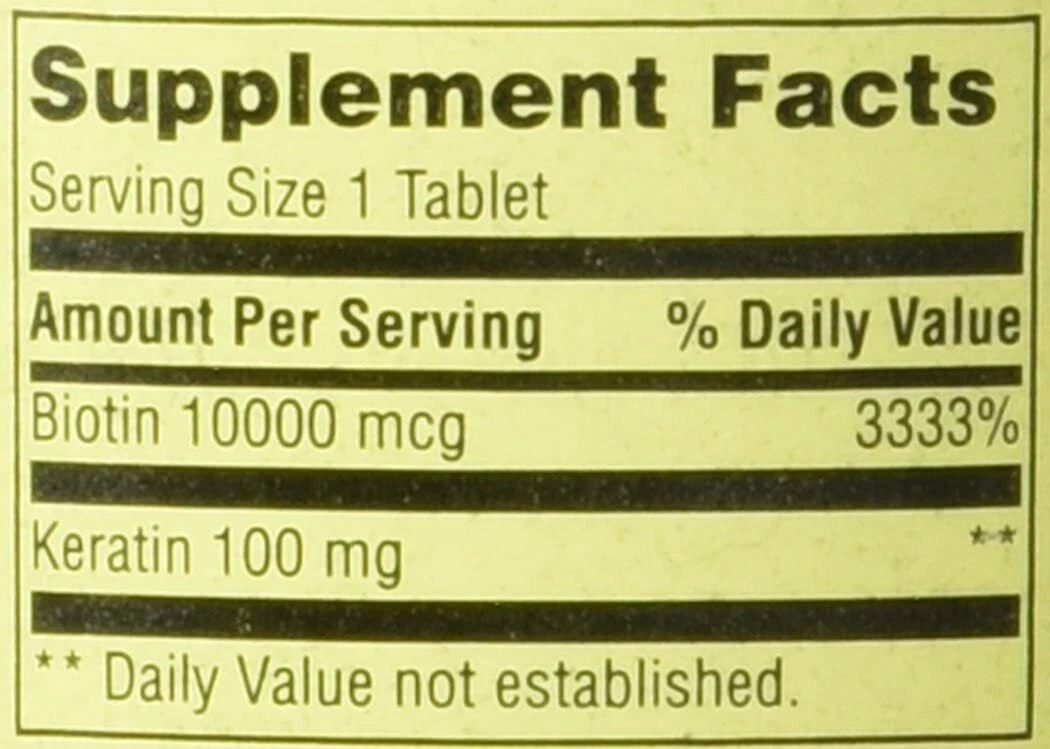 Supplement Facts
Serving Size 1 Tablet
Amount Per Serving % Daily Value
Biotin 10000 mcg 3333%
Keratin 100 mg **
** Daily Value not established.